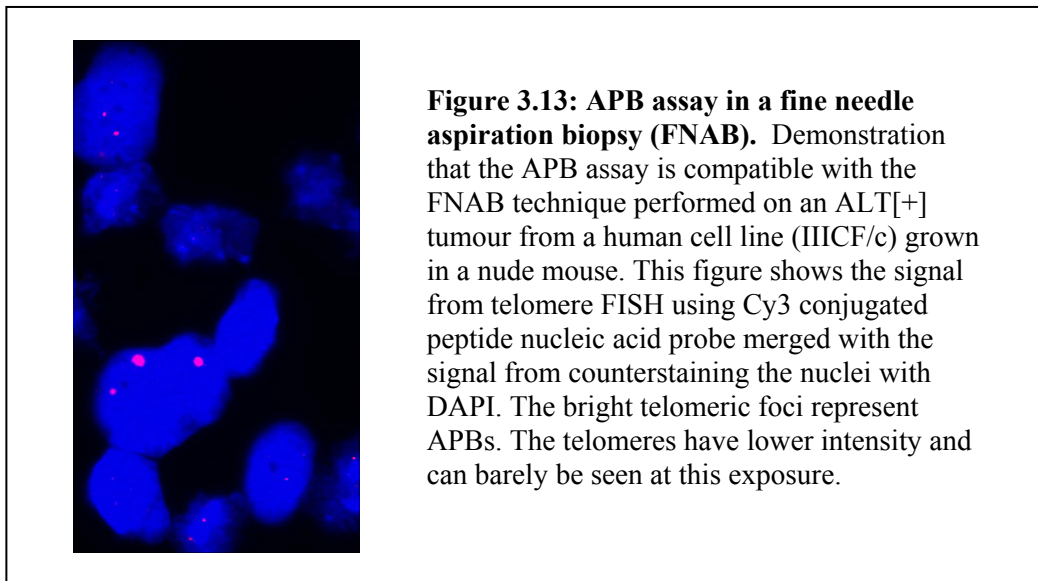 Figure 3.13: APB assay in a fine needle
aspiration biopsy (FNAB).  Demonstration
that the APB assay is compatible with the
FNAB technique performed on an ALT[+]
tumour from a human cell line (IIICF/c) grown
in a nude mouse. This figure shows the signal
from telomere FISH using Cy3 conjugated
peptide nucleic acid probe merged with the
signal from counterstaining the nuclei with
DAPI. The bright telomeric foci represent
APBs. The telomeres have lower intensity and
can barely be seen at this exposure.